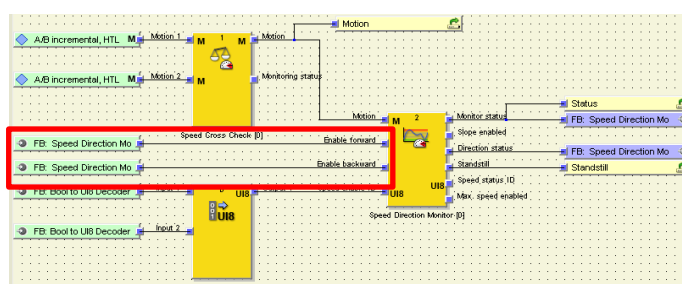 Motion
A/B incremental, HTL M Motion 1 M 1 M Motion
A/B incremental, HTL M Motion 2 M Monitoring status
Motion M 2 Monitor status Status
FB: Speed Direction Mo
Slope enabled
Speed Cross Check [0]
FB: Speed Direction Mo Enable forward Direction status FB: Speed Direction Mo
Standstill Standstill
FB: Speed Direction Mo Enable backward
Speed status ID
FB: Bool to UI8 Decoder UI8 UI8 UI8
Max. speed enabled
UI8
Speed Direction Monitor [0]
FB: Bool to UI8 Decoder Input 2